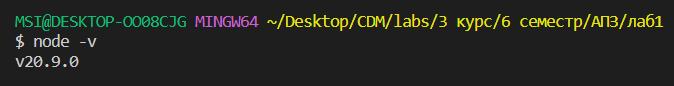 MSI@DESKTOP-OO08CJG MINGW64 ~/Desktop/CDM/labs/3 курс/6 семестр/АПЗ/лаб1
$ node -v
v20.9.0